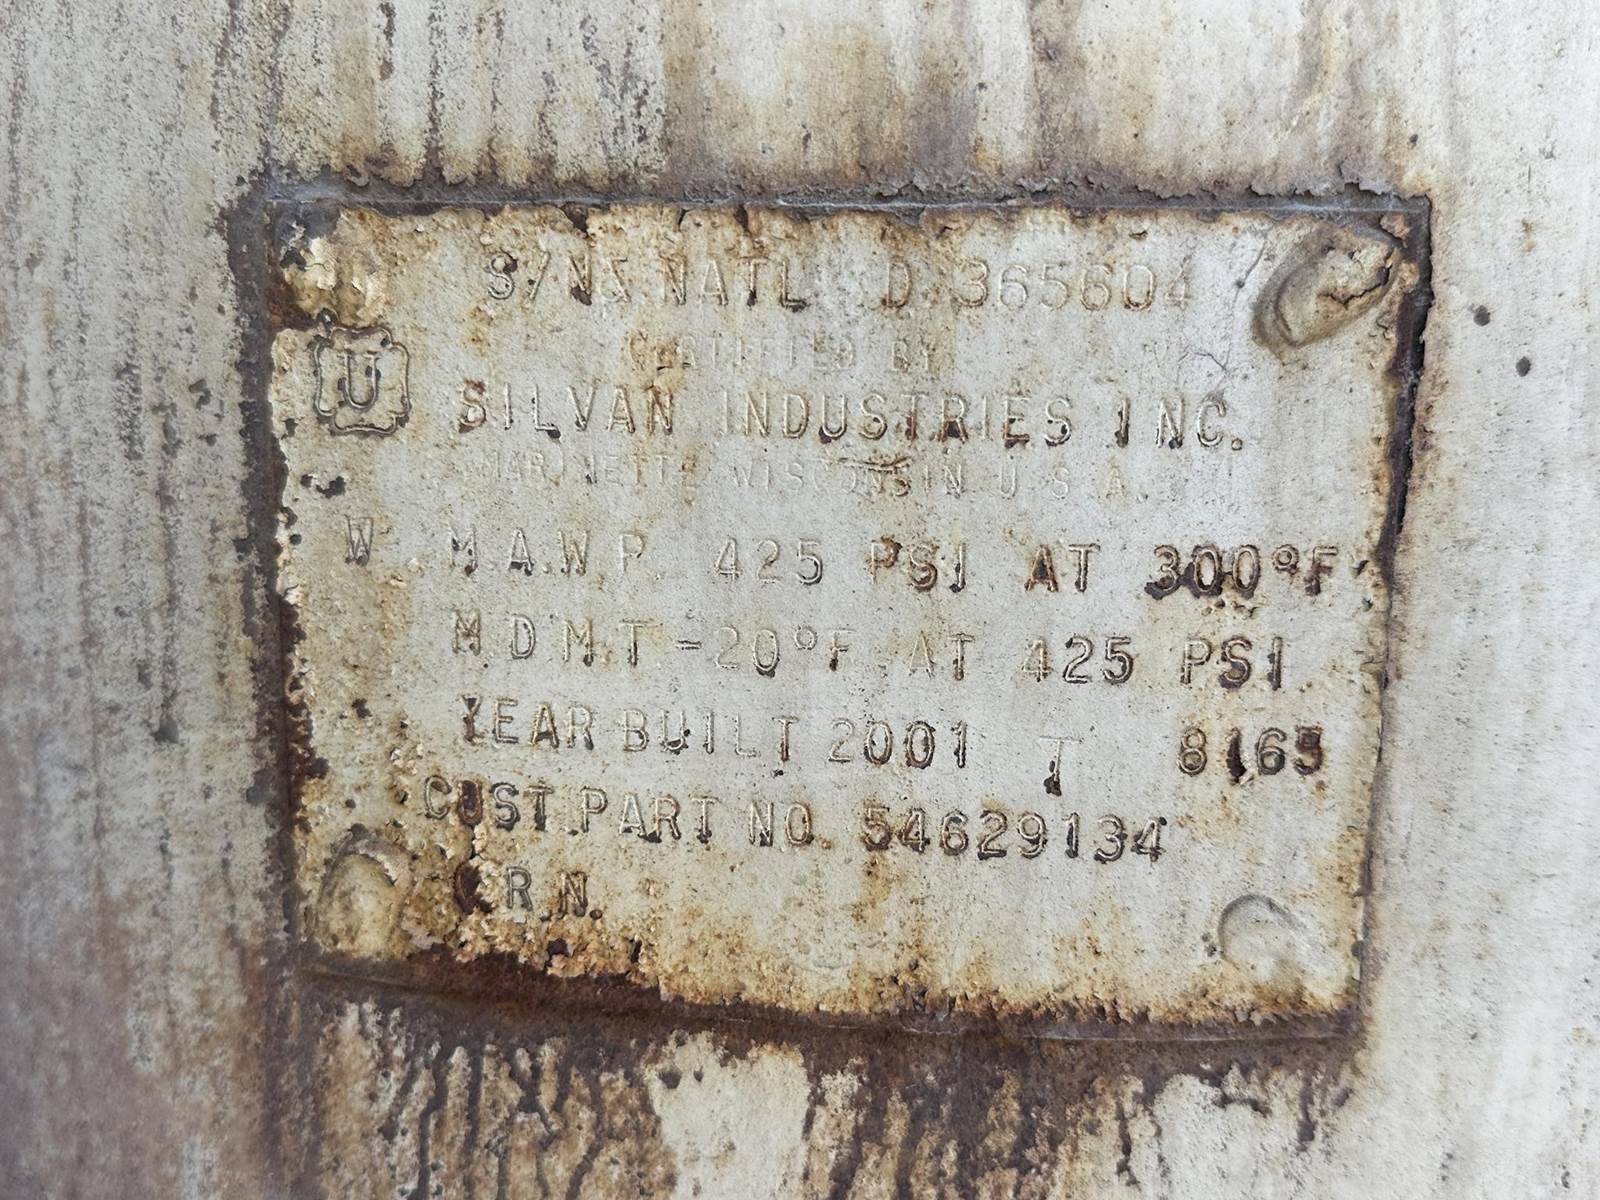 S/N& NATL D 365604
CERTIFIED BY
U
SILVAN INDUSTRIES INC.
MARINETTE WISCONSIN U.S.A.
W M.A.W.P. 425 PSI AT 300°F
M.D.M.T. -20°F AT 425 PSI
YEAR BUILT 2001 T 8165
CUST. PART NO. 54629134
C.R.N.